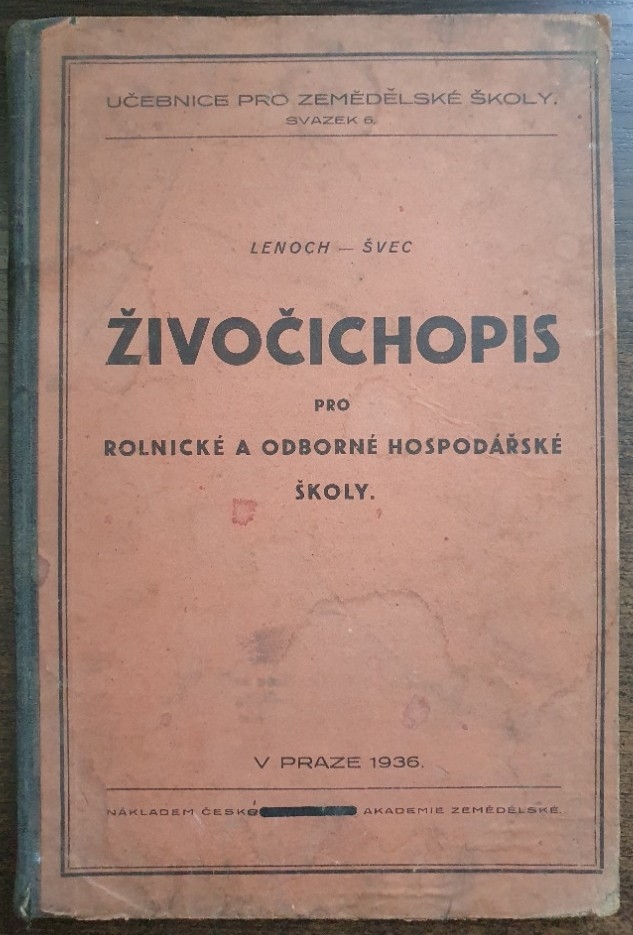 UČEBNICE PRO ZEMĚDĚLSKÉ ŠKOLY.
SVAZEK 6.
LENOCH — ŠVEC
ŽIVOČICHOPIS
PRO
ROLNICKÉ A ODBORNÉ HOSPODÁŘSKÉ
ŠKOLY.
V PRAZE 1936.
NÁKLADEM ČESKÉ AKADEMIE ZEMĚDĚLSKÉ.